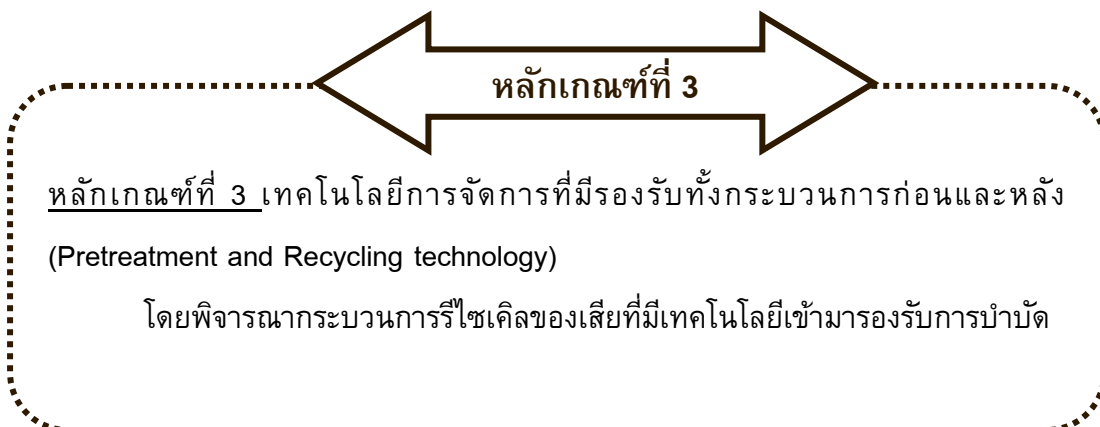 หลักเกณฑ์ที่ 3
หลักเกณฑ์ที่ 3 เทคโนโลยีการจัดการที่มีรองรับทั้งกระบวนการก่อนและหลัง
(Pretreatment and Recycling technology)
โดยพิจารณากระบวนการรีไซเคิลของเสียที่มีเทคโนโลยีเข้ามารองรับการบำบัด